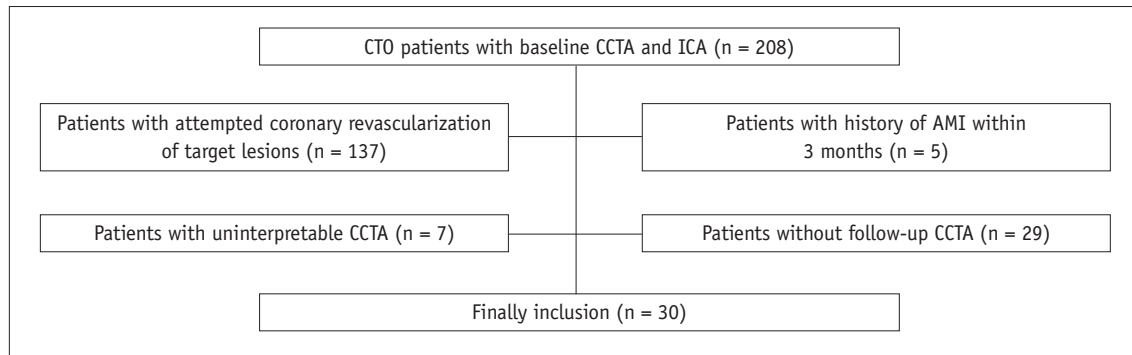 CTO patients with baseline CCTA and ICA (n = 208)
Patients with attempted coronary revascularization
of target lesions (n = 137)
Patients with history of AMI within
3 months (n = 5)
Patients with uninterpretable CCTA (n = 7)
Patients without follow-up CCTA (n = 29)
Finally inclusion (n = 30)